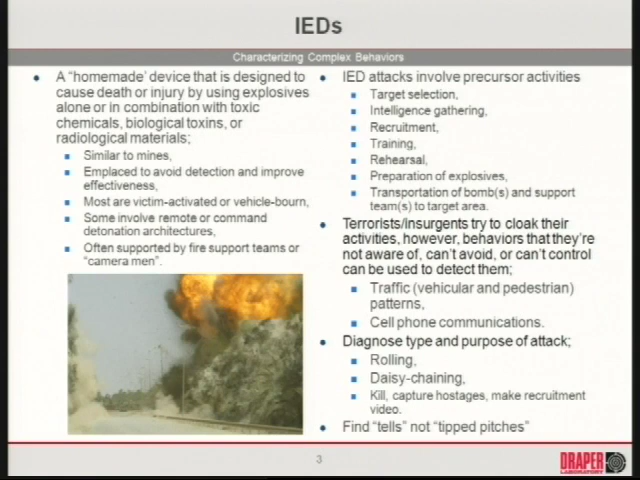 IEDs
Characterizing Complex Behaviors
A "homemade' device that is designed to
cause death or injury by using explosives
alone or in combination with toxic
chemicals, biological toxins, or
radiological materials;
Similar to mines,
Emplaced to avoid detection and improve
effectiveness,
Most are victim-activated or vehicle-bourn,
Some involve remote or command
detonation architectures,
Often supported by fire support teams or
"camera men".
IED attacks involve precursor activities
Target selection,
Intelligence gathering,
Recruitment,
Training,
Rehearsal,
Preparation of explosives,
Transportation of bomb(s) and support
team(s) to target area.
Terrorists/insurgents try to cloak their
activities, however, behaviors that they're
not aware of, can't avoid, or can't control
can be used to detect them;
Traffic (vehicular and pedestrian)
patterns,
Cell phone communications.
Diagnose type and purpose of attack;
Rolling,
Daisy-chaining,
Kill, capture hostages, make recruitment
video.
Find "tells" not "tipped pitches"
3
DRAPER
LABORATORY